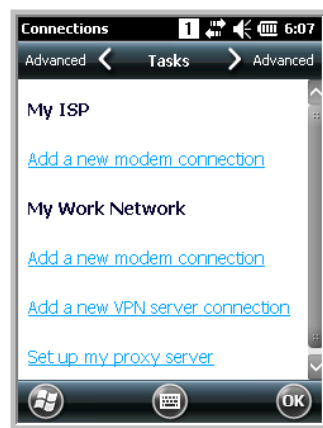 Connections 1 6:07
Advanced Tasks Advanced
My ISP
Add a new modem connection
My Work Network
Add a new modem connection
Add a new VPN server connection
Set up my proxy server
OK